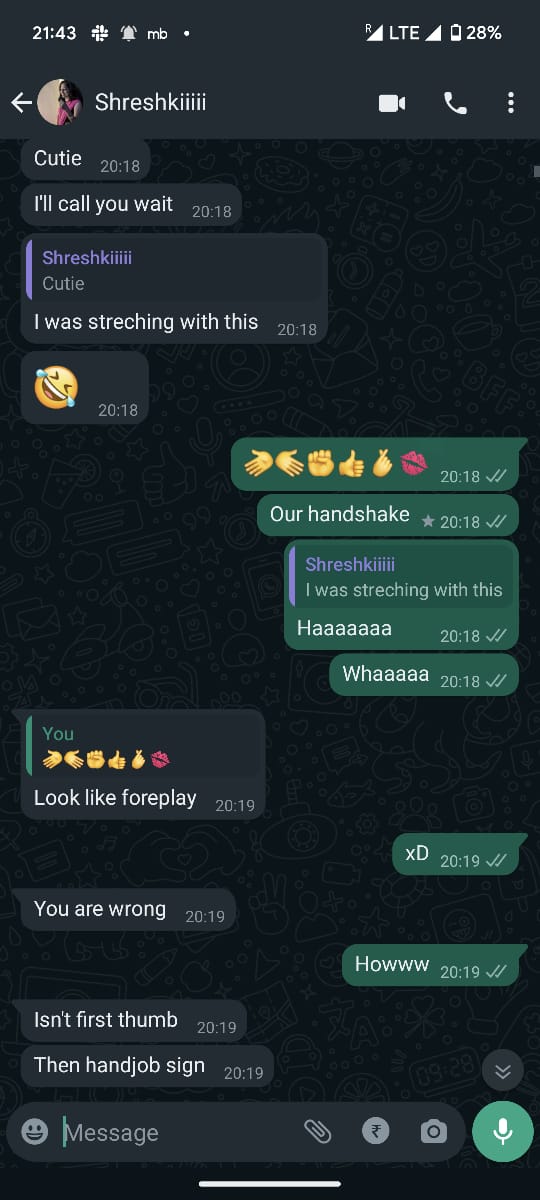 21:43 mb • R LTE 28%
Shreshkiiiii
Cutie 20:18
I'll call you wait 20:18
Shreshkiiiii
Cutie
I was streching with this 20:18
🤣 20:18
🫴🫲✊👍🫰💋 20:18
Our handshake ★ 20:18
Shreshkiiiii
I was streching with this
Haaaaaaa 20:18
Whaaaaa 20:18
You
🫴🫲✊👍🫰💋
Look like foreplay 20:19
xD 20:19
You are wrong 20:19
Howww 20:19
Isn't first thumb 20:19
Then handjob sign 20:19
Message ₹